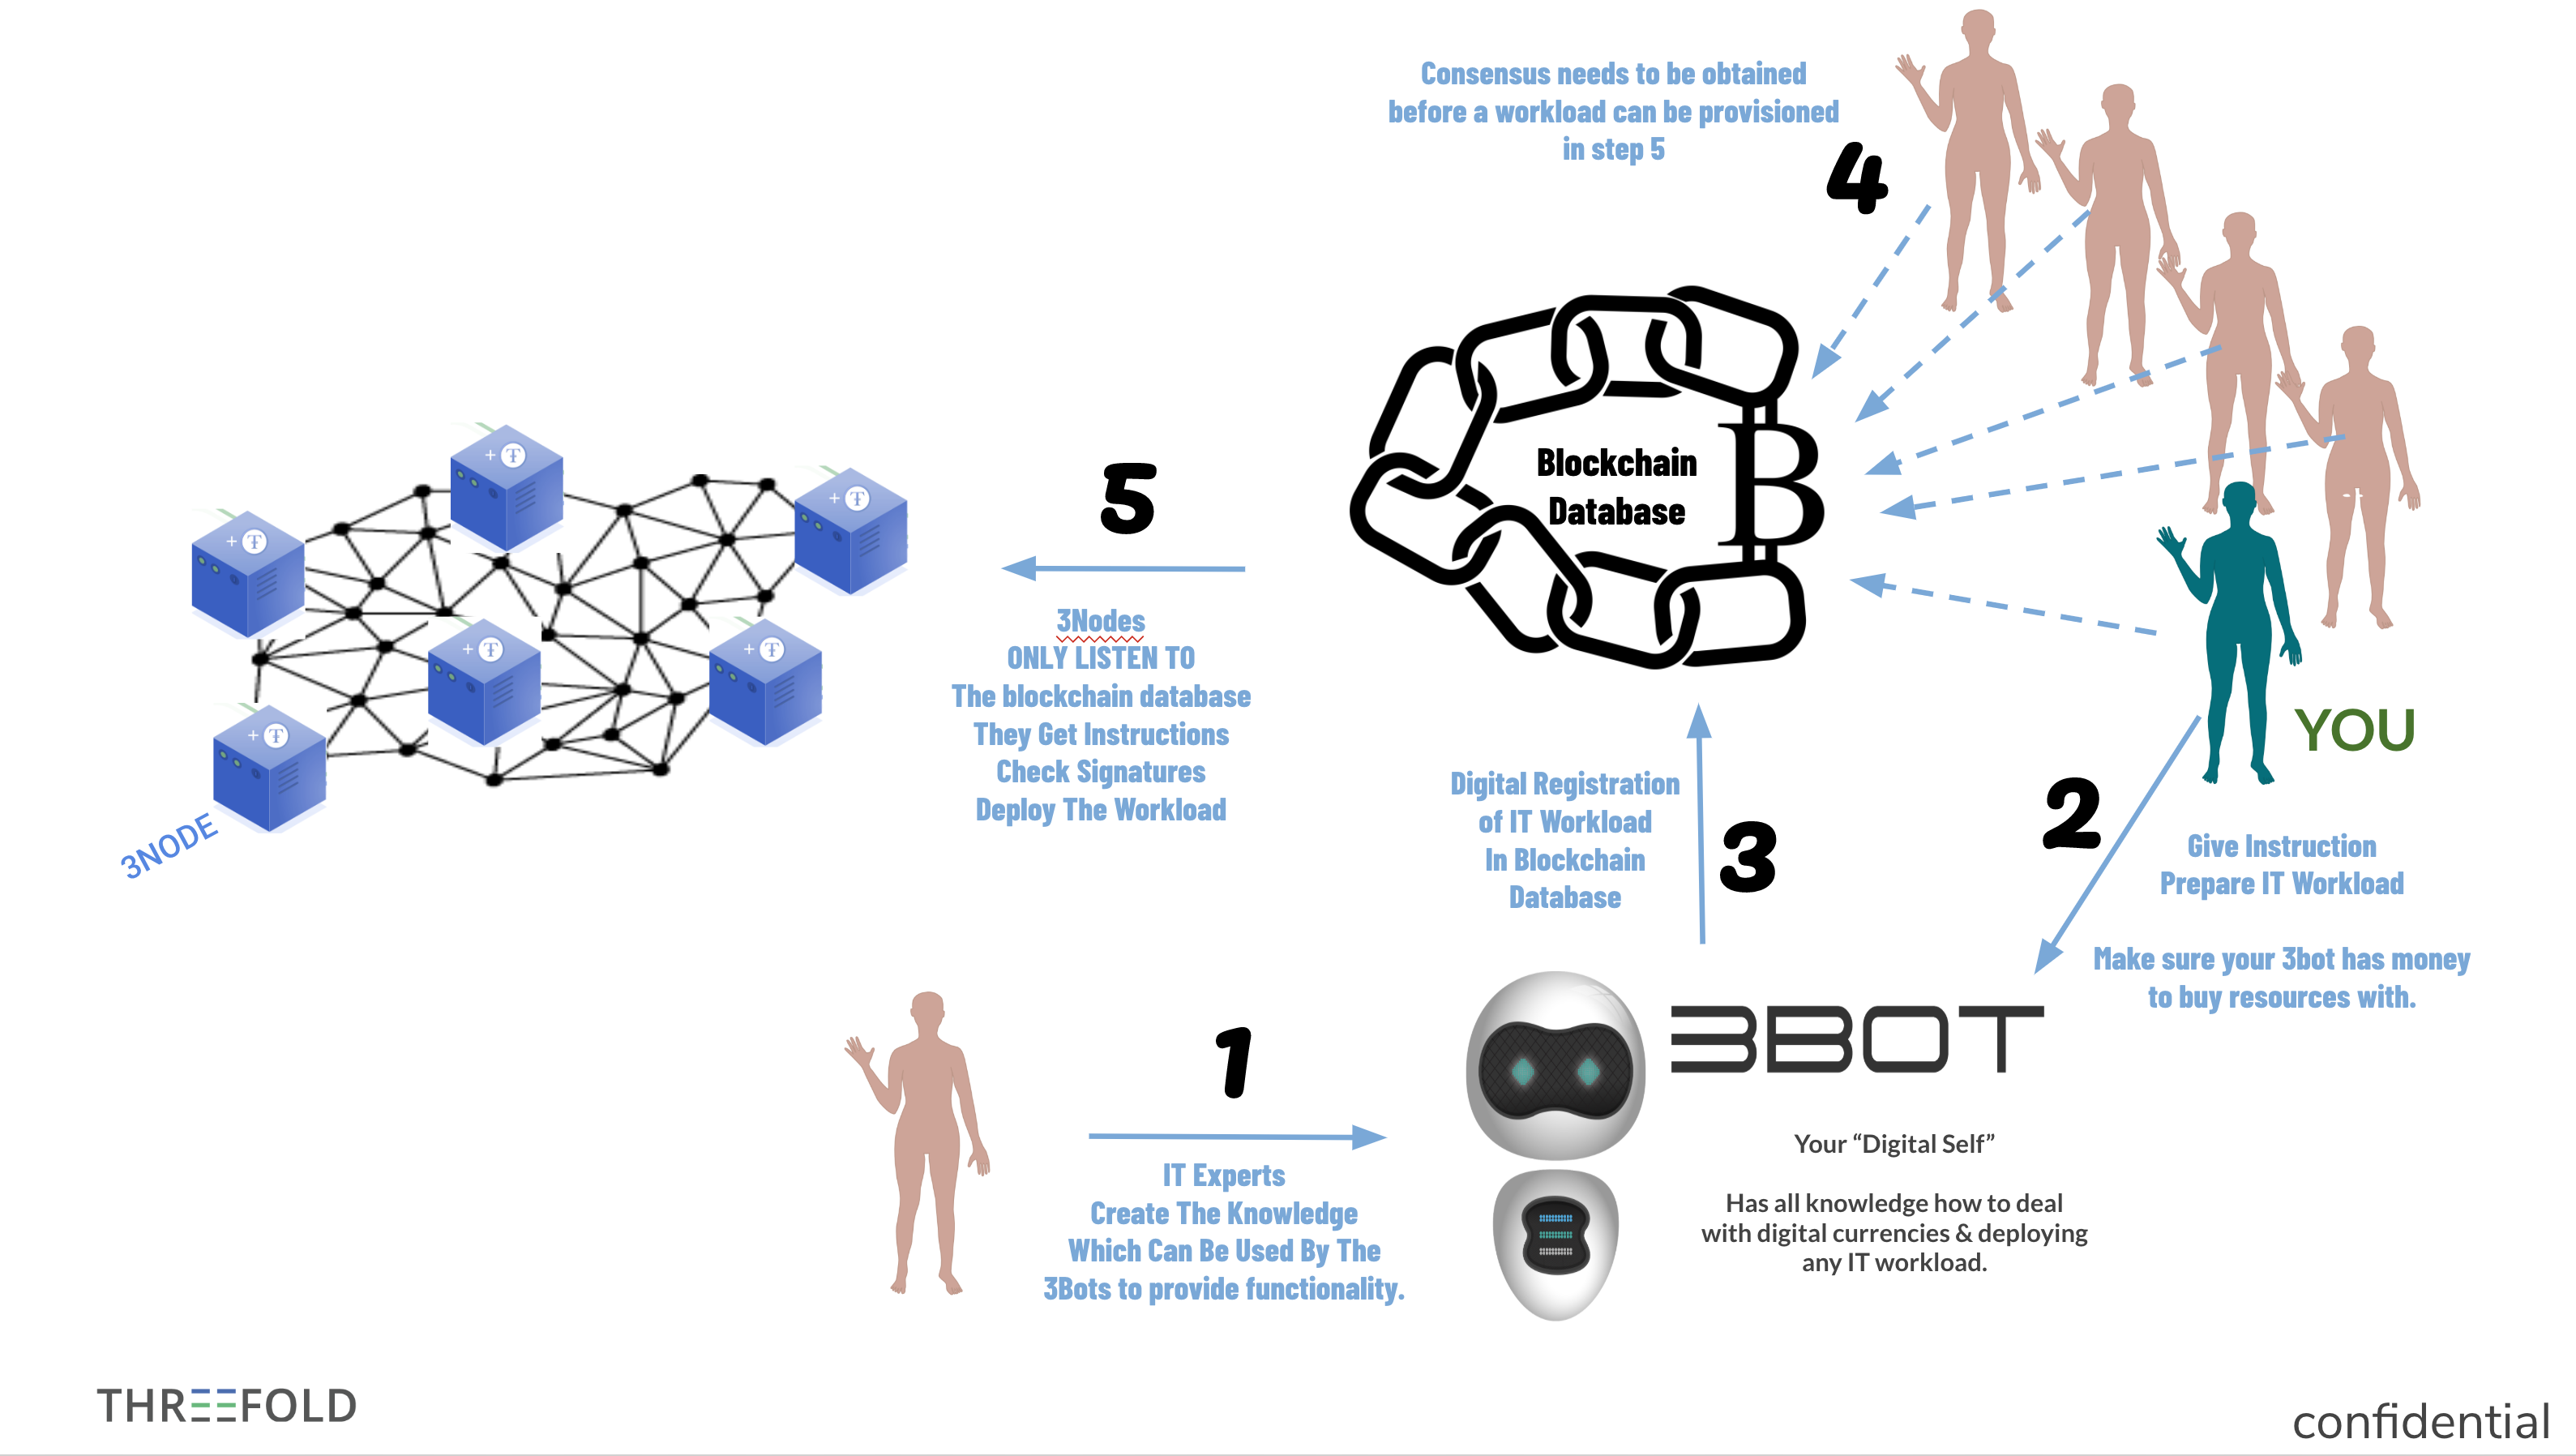 Consensus needs to be obtained
before a workload can be provisioned
in step 5
4
Blockchain
Database
B
5
3Nodes
ONLY LISTEN TO
The blockchain database
They Get Instructions
Check Signatures
Deploy The Workload
3NODE
YOU
2
Give Instruction
Prepare IT Workload
Make sure your 3bot has money
to buy resources with.
Digital Registration
of IT Workload
In Blockchain
Database
3
1
IT Experts
Create The Knowledge
Which Can Be Used By The
3Bots to provide functionality.
3BOT
Your “Digital Self”
Has all knowledge how to deal
with digital currencies & deploying
any IT workload.
THREEFOLD
confidential